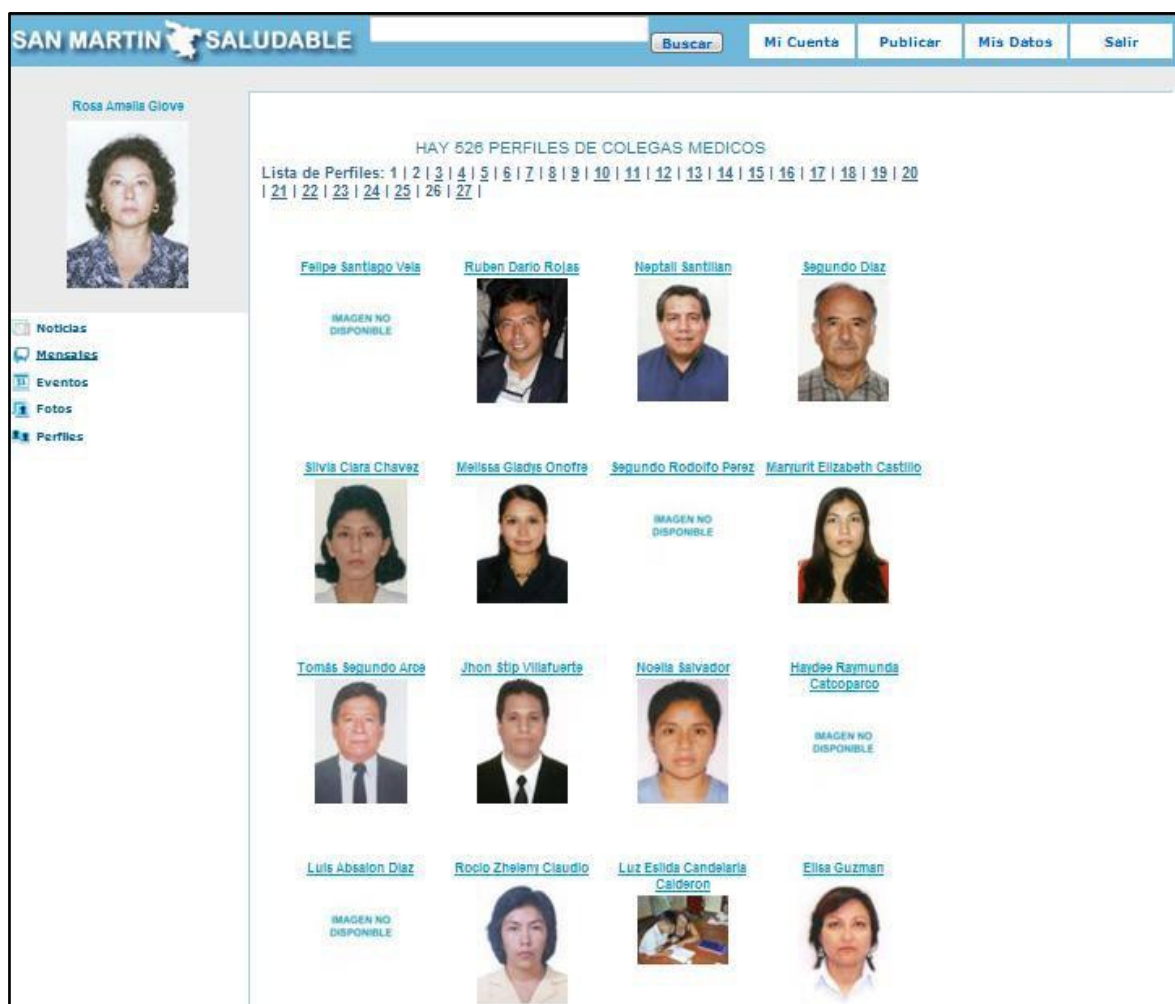 SAN MARTIN SALUDABLE
Buscar
Mi Cuenta
Publicar
Mis Datos
Salir
Rosa Amelia Giove
Noticias
Mensajes
Eventos
Fotos
Perfiles
HAY 526 PERFILES DE COLEGAS MEDICOS
Lista de Perfiles: 1 | 2 | 3 | 4 | 5 | 6 | 7 | 8 | 9 | 10 | 11 | 12 | 13 | 14 | 15 | 16 | 17 | 18 | 19 | 20
| 21 | 22 | 23 | 24 | 25 | 26 | 27 |
Felipe Santiago Vela
IMAGEN NO
DISPONIBLE
Ruben Dario Rojas
Neptali Santillan
Segundo Diaz
Silvia Clara Chavez
Melissa Gladys Onofre
Segundo Rodolfo Perez
IMAGEN NO
DISPONIBLE
Maryurit Elizabeth Castillo
Tomás Segundo Arce
Jhon Stip Villafuerte
Noelia Salvador
Haydee Raymunda
Catcoparco
IMAGEN NO
DISPONIBLE
Luis Absalon Diaz
IMAGEN NO
DISPONIBLE
Rocio Zheleny Claudio
Luz Eslida Candelaria
Calderon
Elisa Guzman